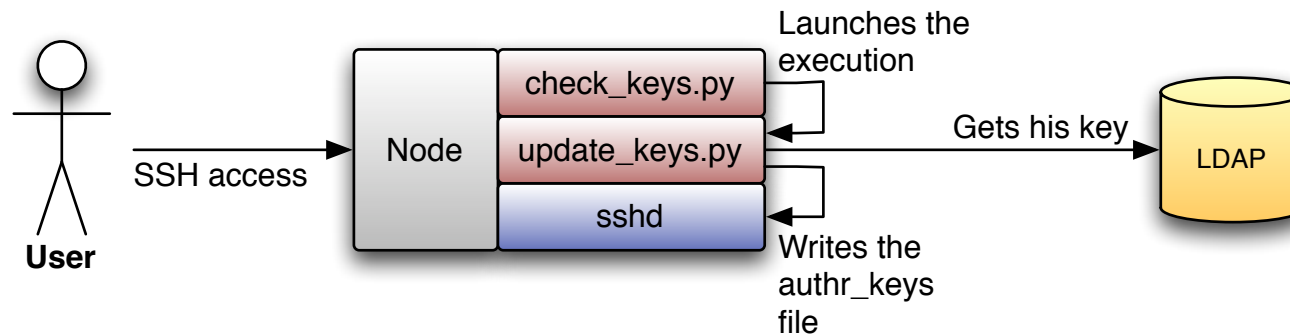 User
SSH access
Node
check_keys.py
update_keys.py
sshd
Launches the
execution
Writes the
authr_keys
file
Gets his key
LDAP